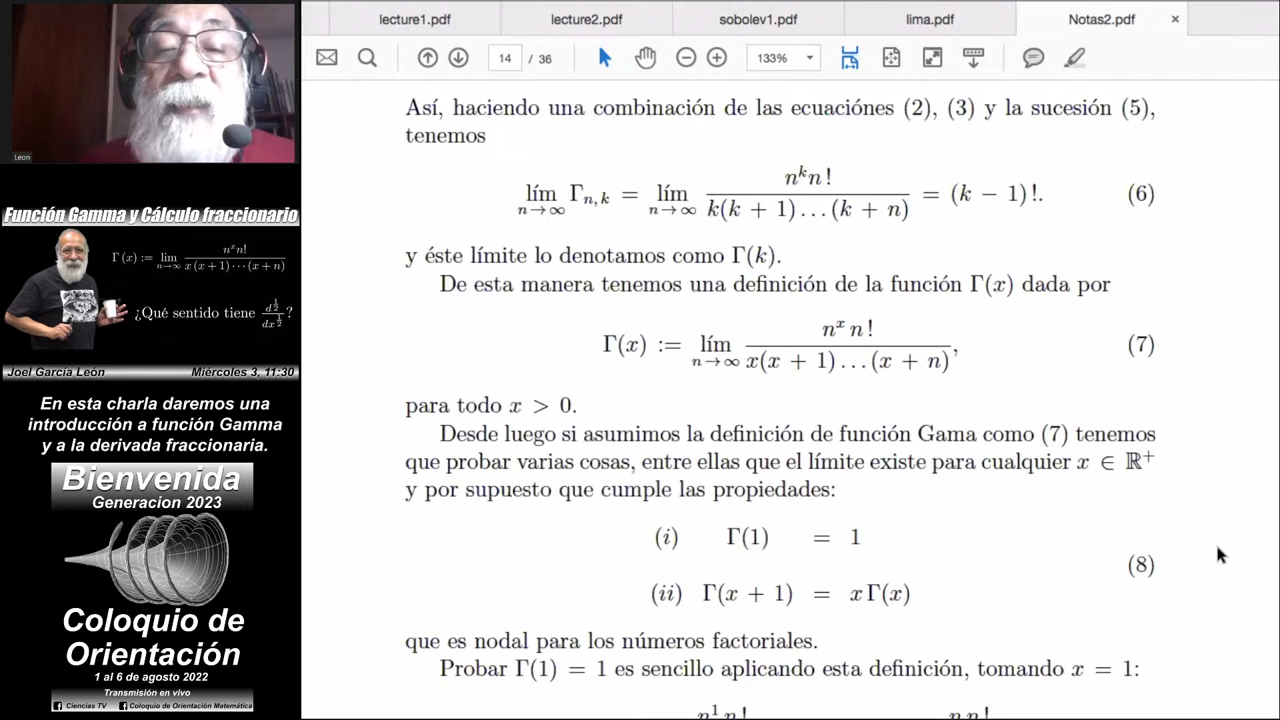 lecture1.pdf
lecture2.pdf
sobolev1.pdf
lima.pdf
Notas2.pdf
14 / 36
133%
Leon
Función Gamma y Cálculo fraccionario
Γ (x) := lim n→∞ n^x n! / x (x + 1) ··· (x + n)
¿Qué sentido tiene d^{1/2} / dx^{1/2} ?
Joel García León
Miércoles 3, 11:30
En esta charla daremos una
introducción a función Gamma
y a la derivada fraccionaria.
Bienvenida
Generacion 2023
Coloquio de
Orientación
1 al 6 de agosto 2022
Transmisión en vivo
Ciencias TV
Coloquio de Orientación Matemática
Así, haciendo una combinación de las ecuaciónes (2), (3) y la sucesión (5),
tenemos
lím n→∞ Γ_{n,k} = lím n→∞ n^k n! / k(k + 1)...(k + n) = (k − 1)!. (6)
y éste límite lo denotamos como Γ(k).
De esta manera tenemos una definición de la función Γ(x) dada por
Γ(x) := lím n→∞ n^x n! / x(x + 1)...(x + n), (7)
para todo x > 0.
Desde luego si asumimos la definición de función Gama como (7) tenemos
que probar varias cosas, entre ellas que el límite existe para cualquier x ∈ ℝ⁺
y por supuesto que cumple las propiedades:
(i) Γ(1) = 1
(8)
(ii) Γ(x + 1) = x Γ(x)
que es nodal para los números factoriales.
Probar Γ(1) = 1 es sencillo aplicando esta definición, tomando x = 1:
n^1 n! n n!